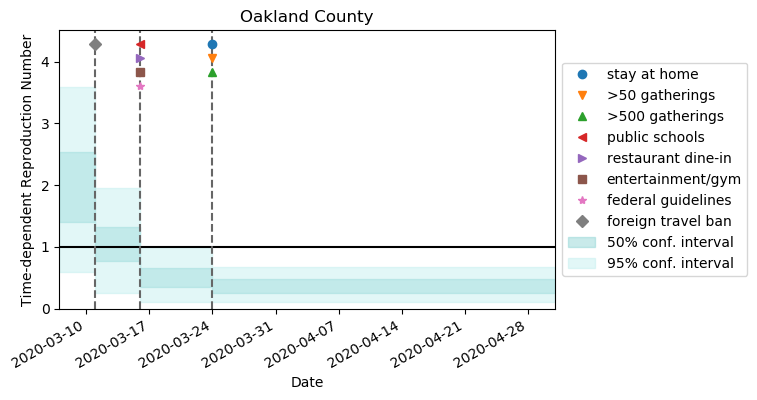 Oakland County
Time-dependent Reproduction Number
4
3
2
1
0
2020-03-10
2020-03-17
2020-03-24
2020-03-31
2020-04-07
2020-04-14
2020-04-21
2020-04-28
Date
stay at home
>50 gatherings
>500 gatherings
public schools
restaurant dine-in
entertainment/gym
federal guidelines
foreign travel ban
50% conf. interval
95% conf. interval